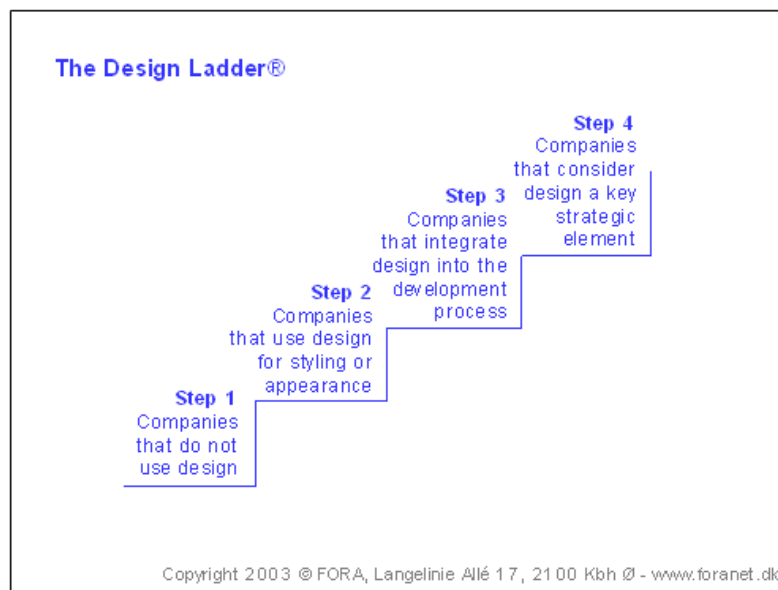 The Design Ladder®
Step 4
Companies
that consider
design a key
strategic
element
Step 3
Companies
that integrate
design into the
development
process
Step 2
Companies
that use design
for styling or
appearance
Step 1
Companies
that do not
use design
Copyright 2003 © FORA, Langelinie Allé 17, 2100 Kbh Ø - www.foranet.dk